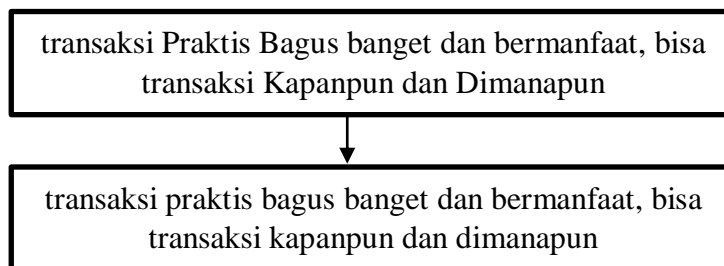 transaksi Praktis Bagus banget dan bermanfaat, bisa
transaksi Kapanpun dan Dimanapun
transaksi praktis bagus banget dan bermanfaat, bisa
transaksi kapanpun dan dimanapun